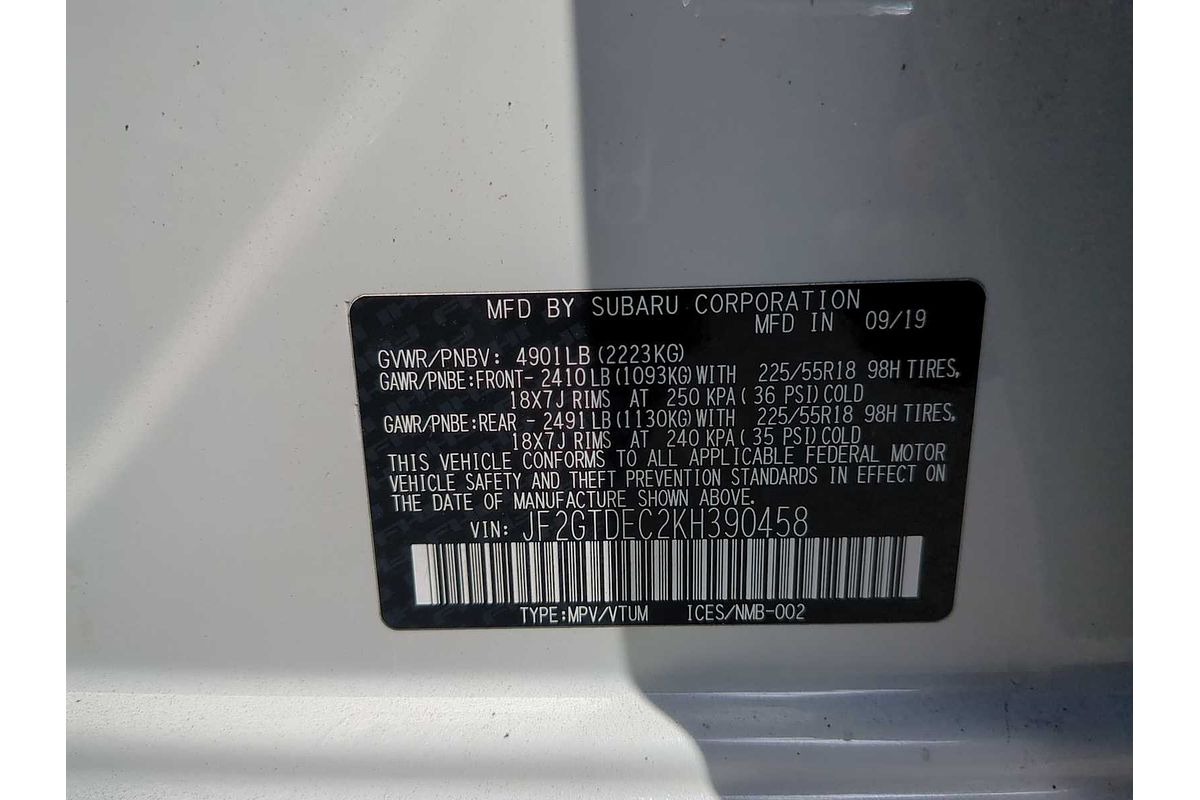 MFD BY SUBARU CORPORATION
MFD IN 09/19
GVWR/PNBV: 4901LB (2223KG)
GAWR/PNBE:FRONT- 2410 LB (1093KG) WITH 225/55R18 98H TIRES,
18X7J RIMS AT 250 KPA ( 36 PSI) COLD
GAWR/PNBE:REAR - 2491 LB (1130KG) WITH 225/55R18 98H TIRES,
18X7J RIMS AT 240 KPA ( 35 PSI) COLD
THIS VEHICLE CONFORMS TO ALL APPLICABLE FEDERAL MOTOR
VEHICLE SAFETY AND THEFT PREVENTION STANDARDS IN EFFECT ON
THE DATE OF MANUFACTURE SHOWN ABOVE.
VIN: JF2GTDEC2KH390458
TYPE:MPV/VTUM ICES/NMB-002